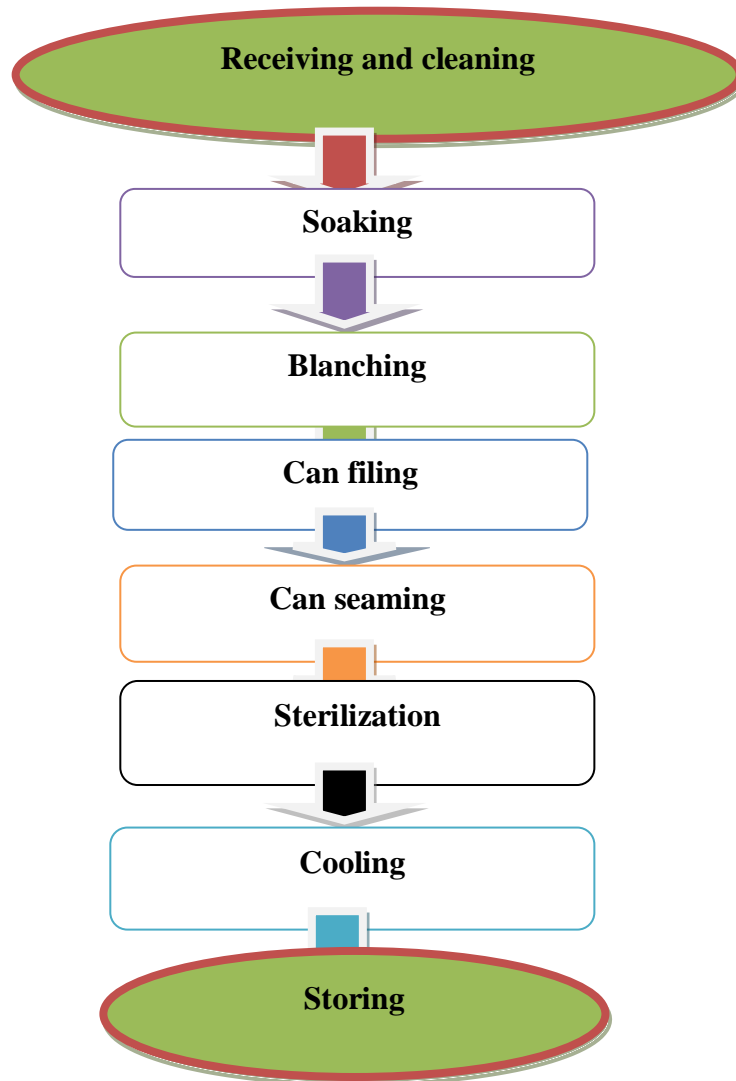 Receiving and cleaning
Soaking
Blanching
Can filing
Can seaming
Sterilization
Cooling
Storing